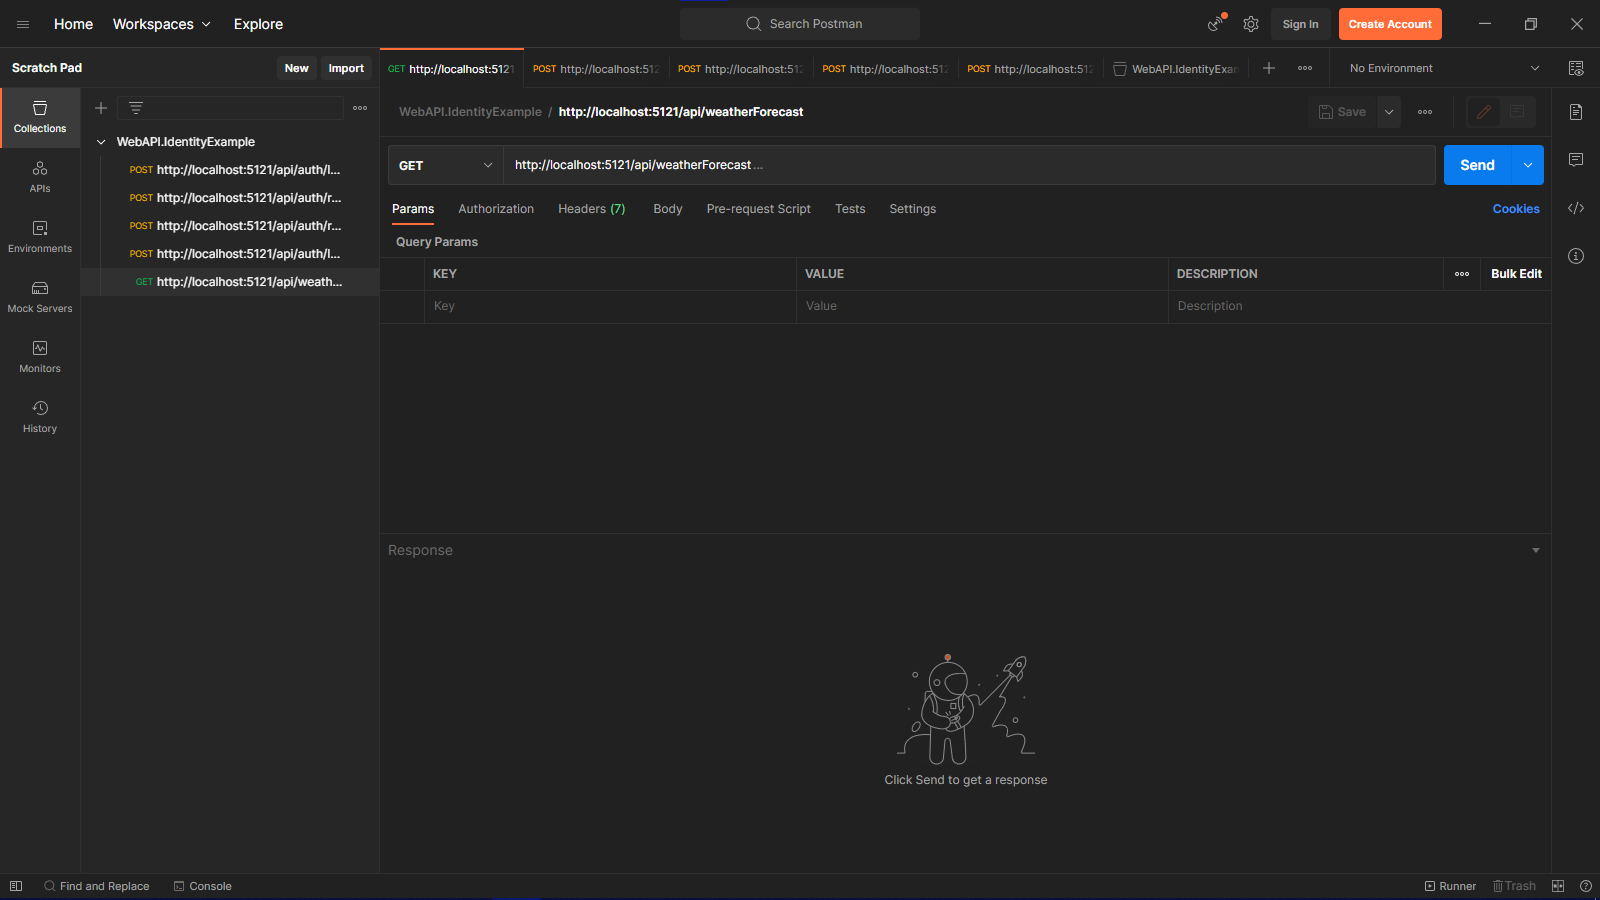 Home Workspaces Explore Search Postman Sign In Create Account
Scratch Pad New Import
GET http://localhost:5121 POST http://localhost:512 POST http://localhost:512 POST http://localhost:512 POST http://localhost:512 WebAPI.IdentityExar No Environment
WebAPI.IdentityExample / http://localhost:5121/api/weatherForecast Save
Collections
WebAPI.IdentityExample
POST http://localhost:5121/api/auth/l...
POST http://localhost:5121/api/auth/r...
POST http://localhost:5121/api/auth/r...
POST http://localhost:5121/api/auth/l...
GET http://localhost:5121/api/weath...
APIs
Environments
Mock Servers
Monitors
History
GET http://localhost:5121/api/weatherForecast ... Send
Params Authorization Headers (7) Body Pre-request Script Tests Settings Cookies
Query Params
KEY VALUE DESCRIPTION Bulk Edit
Key Value Description
Response
Click Send to get a response
Find and Replace Console Runner Trash